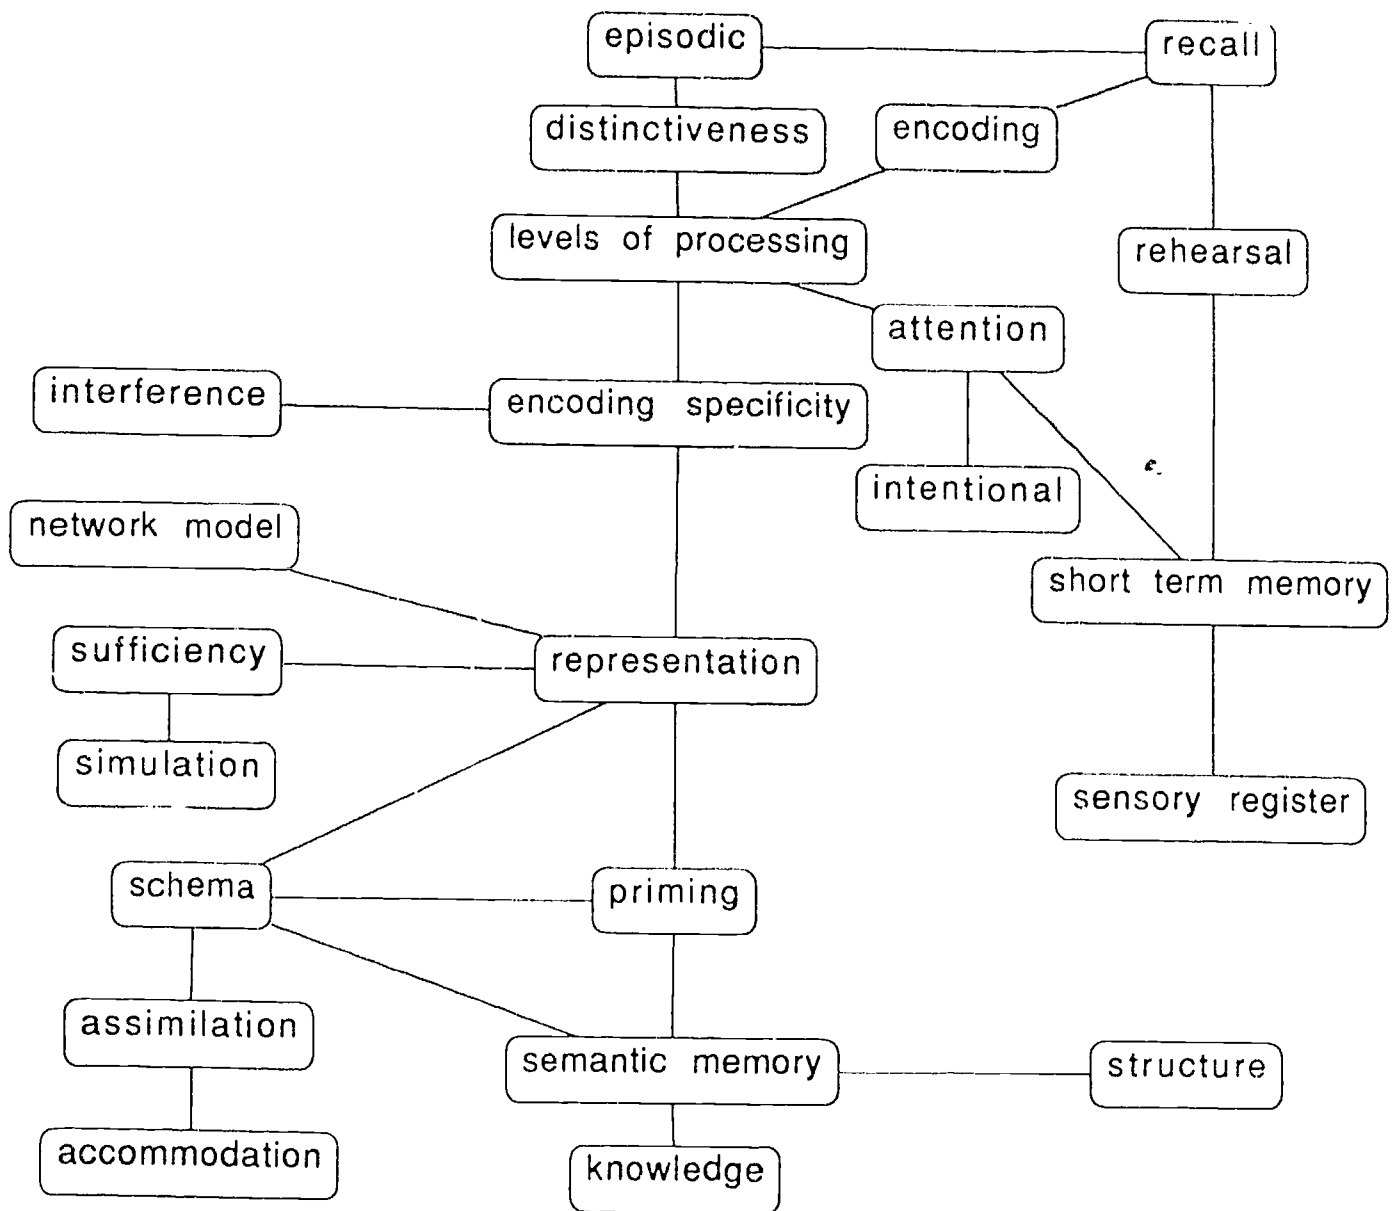 episodic
recall
distinctiveness
encoding
levels of processing
rehearsal
attention
interference
encoding specificity
intentional
network model
short term memory
sufficiency
representation
simulation
sensory register
schema
priming
assimilation
semantic memory
structure
accommodation
knowledge